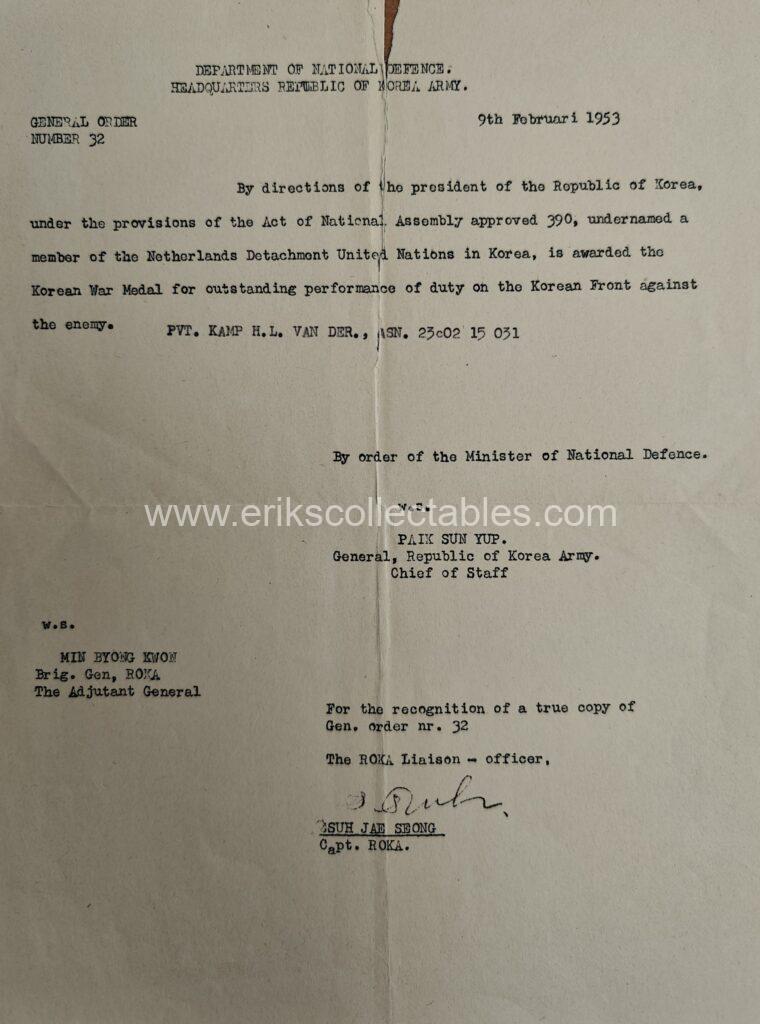 DEPARTMENT OF NATIONAL DEFENCE.
HEADQUARTERS REPUBLIC OF KOREA ARMY.
GENERAL ORDER
NUMBER 32
9th Februari 1953
By directions of the president of the Republic of Korea,
under the provisions of the Act of National Assembly approved 390, undernamed a
member of the Netherlands Detachment United Nations in Korea, is awarded the
Korean War Medal for outstanding performance of duty on the Korean Front against
the enemy.
PVT. KAMP H.L. VAN DER., ASN. 23c02 15 031
By order of the Minister of National Defence.
w.s.
www.erikscollectables.com
PAIK SUN YUP.
General, Republic of Korea Army.
Chief of Staff
w.s.
MIN BYONG KWON
Brig. Gen, ROKA
The Adjutant General
For the recognition of a true copy of
Gen. order nr. 32
The ROKA Liaison - officer,
SUH JAE SEONG
Capt. ROKA.